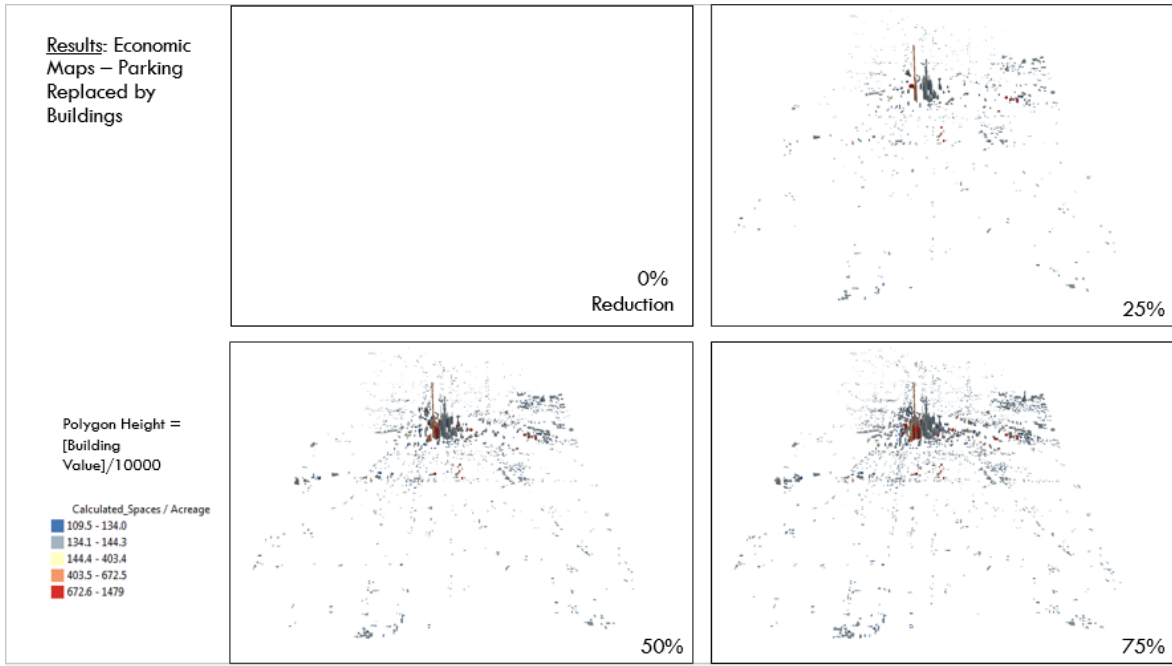 Results: Economic
Maps – Parking
Replaced by
Buildings
0%
Reduction
25%
Polygon Height =
[Building
Value]/10000
Calculated_Spaces / Acreage
109.5 - 134.0
134.1 - 144.3
144.4 - 403.4
403.5 - 672.5
672.6 - 1479
50%
75%